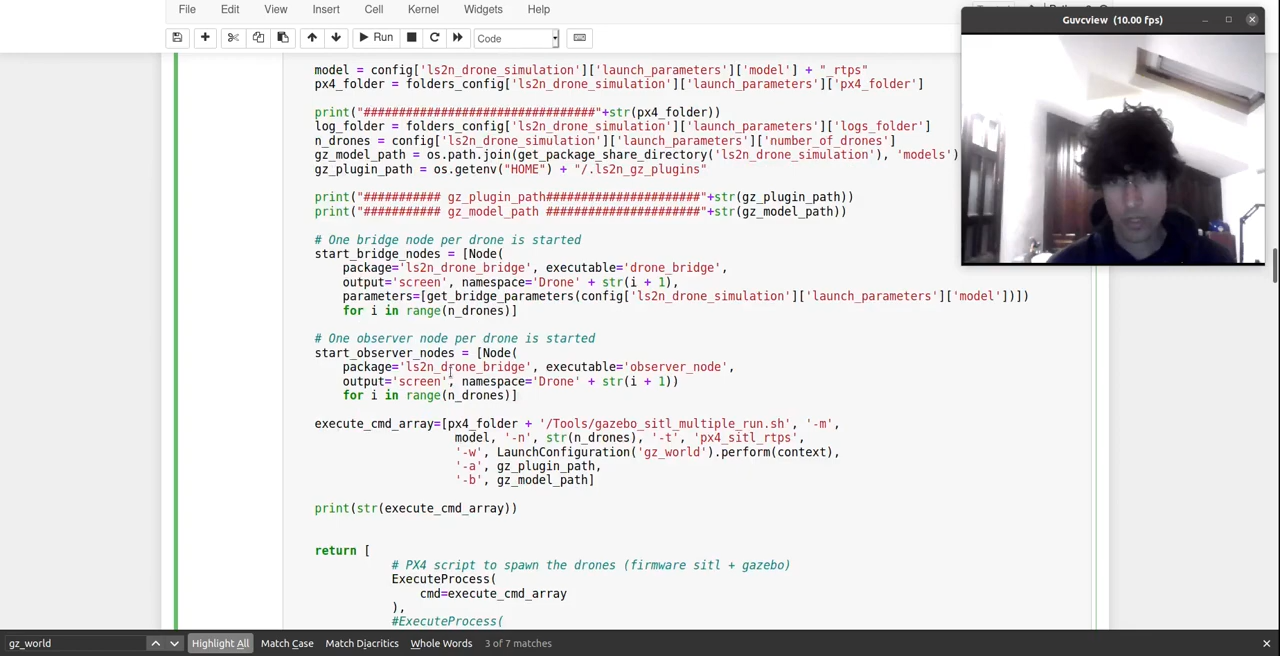 File Edit View Insert Cell Kernel Widgets Help
Guvcview (10.00 fps)
Run Code
model = config['ls2n_drone_simulation']['launch_parameters']['model'] + "_rtps"
px4_folder = folders_config['ls2n_drone_simulation']['launch_parameters']['px4_folder']
print("#################################"+str(px4_folder))
log_folder = folders_config['ls2n_drone_simulation']['launch_parameters']['logs_folder']
n_drones = config['ls2n_drone_simulation']['launch_parameters']['number_of_drones']
gz_model_path = os.path.join(get_package_share_directory('ls2n_drone_simulation'), 'models')
gz_plugin_path = os.getenv("HOME") + "/.ls2n_gz_plugins"
print("########### gz_plugin_path######################"+str(gz_plugin_path))
print("########### gz_model_path ######################"+str(gz_model_path))
# One bridge node per drone is started
start_bridge_nodes = [Node(
package='ls2n_drone_bridge', executable='drone_bridge',
output='screen', namespace='Drone' + str(i + 1),
parameters=[get_bridge_parameters(config['ls2n_drone_simulation']['launch_parameters']['model'])])
for i in range(n_drones)]
# One observer node per drone is started
start_observer_nodes = [Node(
package='ls2n_drone_bridge', executable='observer_node',
output='screen', namespace='Drone' + str(i + 1))
for i in range(n_drones)]
execute_cmd_array=[px4_folder + '/Tools/gazebo_sitl_multiple_run.sh', '-m',
model, '-n', str(n_drones), '-t', 'px4_sitl_rtps',
'-w', LaunchConfiguration('gz_world').perform(context),
'-a', gz_plugin_path,
'-b', gz_model_path]
print(str(execute_cmd_array))
return [
# PX4 script to spawn the drones (firmware sitl + gazebo)
ExecuteProcess(
cmd=execute_cmd_array
),
#ExecuteProcess(
gz_world Highlight All Match Case Match Diacritics Whole Words 3 of 7 matches